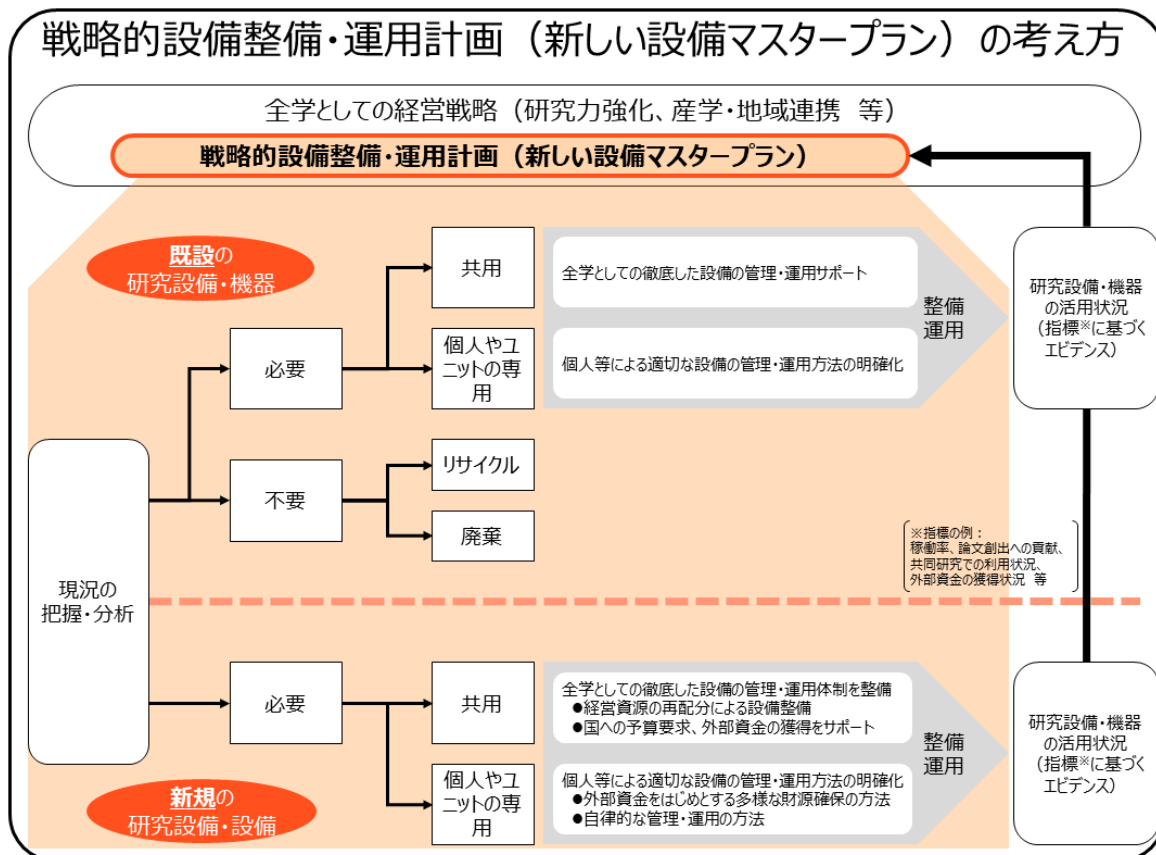 戦略的設備整備・運用計画（新しい設備マスタープラン）の考え方
全学としての経営戦略（研究力強化、産学・地域連携　等）
戦略的設備整備・運用計画（新しい設備マスタープラン）
既設の
研究設備・機器
共用
全学としての徹底した設備の管理・運用サポート
整備
運用
研究設備・機器
の活用状況
（指標※に基づく
エビデンス）
必要
個人やユ
ニットの専
用
個人等による適切な設備の管理・運用方法の明確化
不要
リサイクル
廃棄
※指標の例：
稼働率、論文創出への貢献、
共同研究での利用状況、
外部資金の獲得状況　等
現況の
把握・分析
必要
共用
全学としての徹底した設備の管理・運用体制を整備
●経営資源の再配分による設備整備
●国への予算要求、外部資金の獲得をサポート
整備
運用
研究設備・機器
の活用状況
（指標※に基づく
エビデンス）
新規の
研究設備・設備
個人やユ
ニットの専
用
個人等による適切な設備の管理・運用方法の明確化
●外部資金をはじめとする多様な財源確保の方法
●自律的な管理・運用の方法